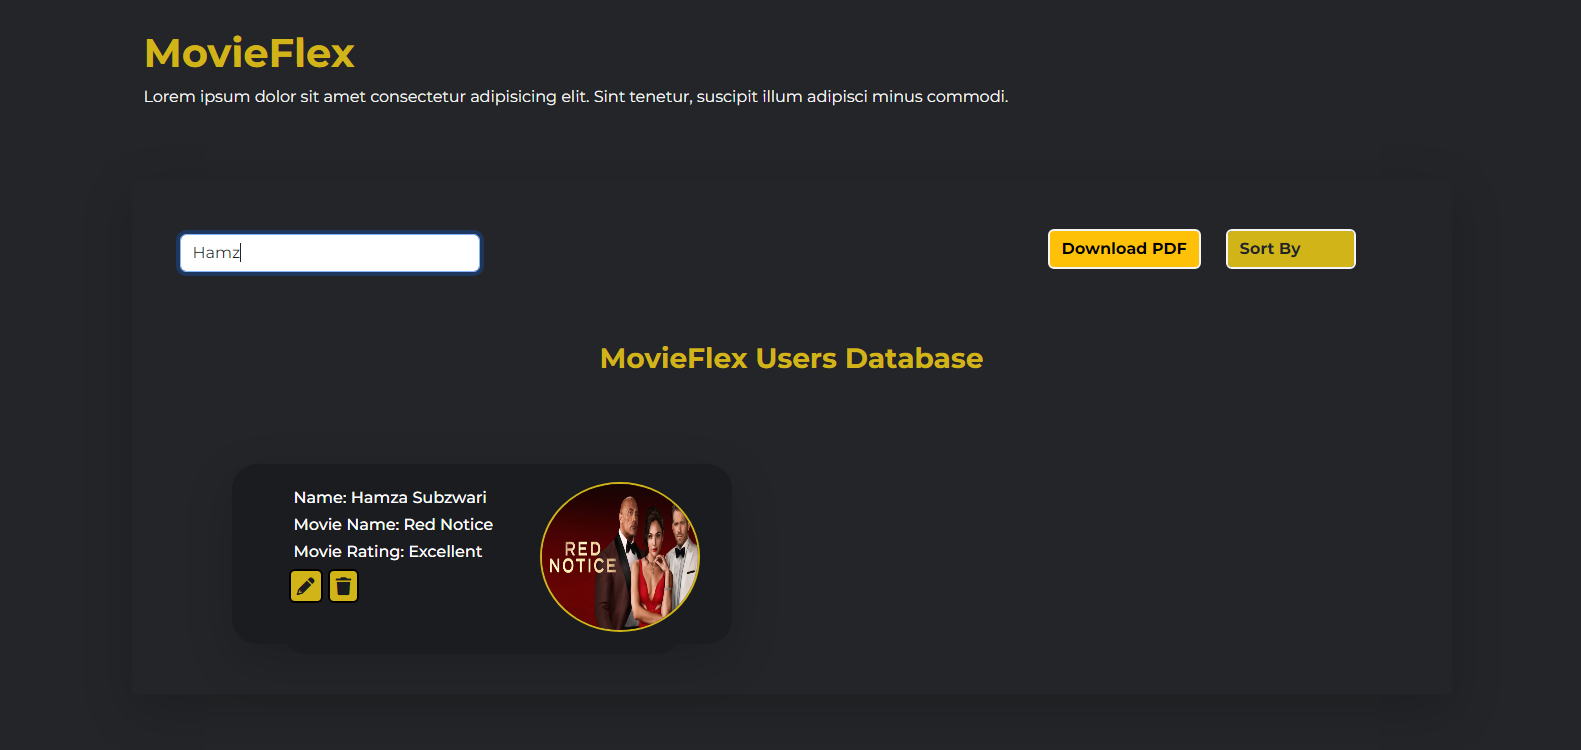 MovieFlex
Lorem ipsum dolor sit amet consectetur adipisicing elit. Sint tenetur, suscipit illum adipisci minus commodi.
Hamz
Download PDF
Sort By
MovieFlex Users Database
Name: Hamza Subzwari
Movie Name: Red Notice
Movie Rating: Excellent
RED
NOTICE